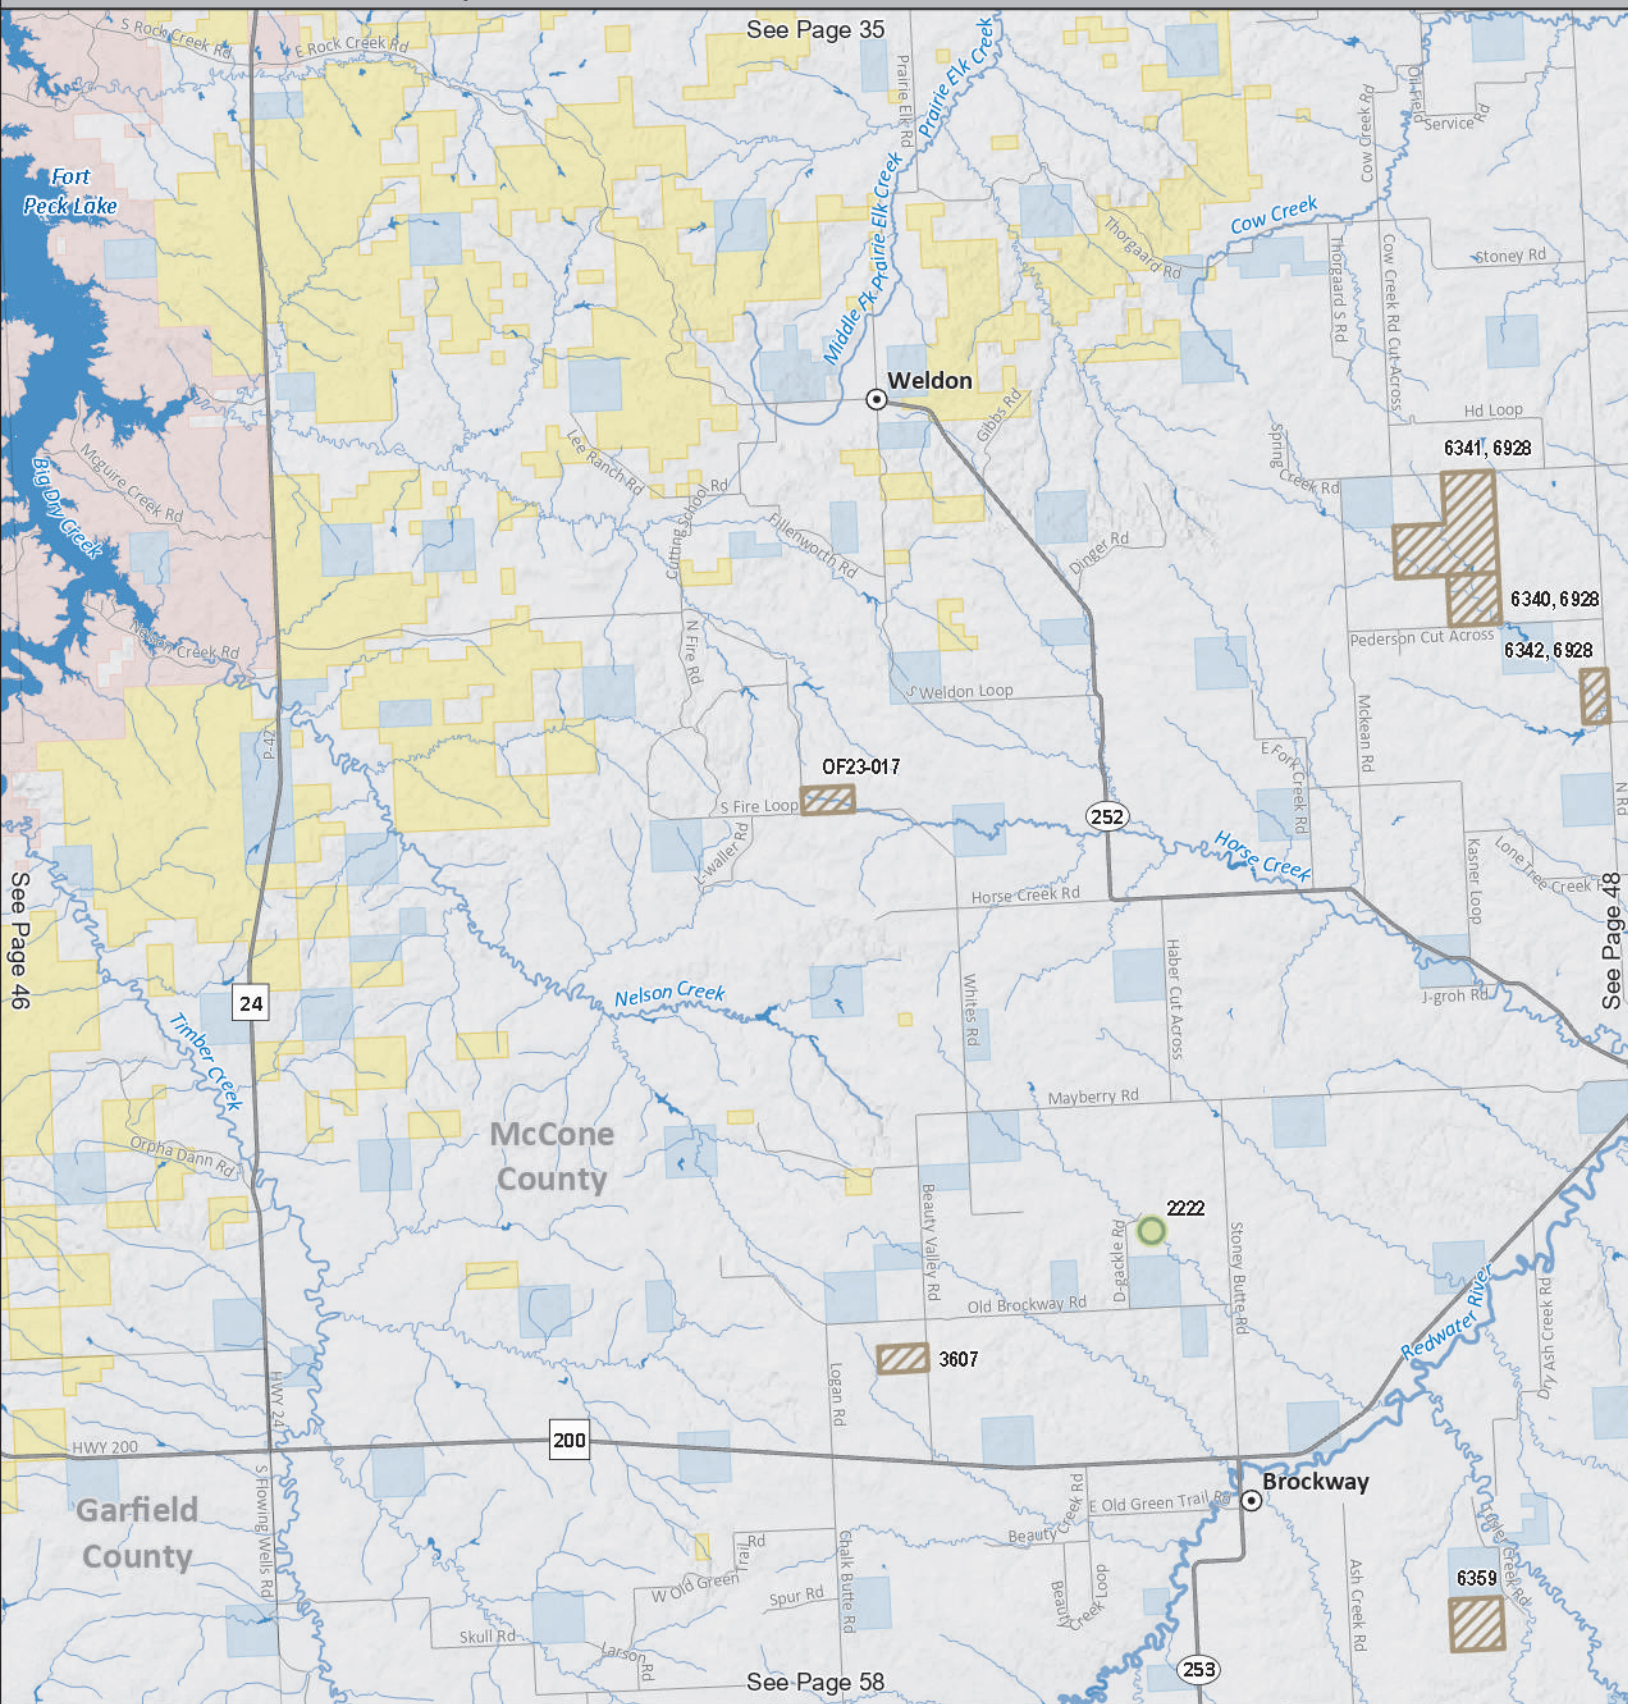 See Page 35
S Rock Creek Rd
E Rock Creek Rd
Prairie Elk Rd
Prairie Elk Creek
Oil Field
Service Rd
Cow Creek Rd
Fort
Peck Lake
Middle Fk Prairie Elk Creek
Cow Creek
Thorgaard Rd
Thorgaard S Rd
Cow Creek Rd Cut Across
Stoney Rd
Weldon
Gibbs Rd
Hd Loop
6341, 6928
Spring Creek Rd
Lee Ranch Rd
Mcguire Creek Rd
Big Dry Creek
Cutting School Rd
Fillenworth Rd
Dinger Rd
6340, 6928
Pederson Cut Across
6342, 6928
Nelson Creek Rd
N Fire Rd
S Weldon Loop
Mckean Rd
P-24
E Fork Creek Rd
OF23-017
S Fire Loop
252
N Rd
L-waller Rd
Horse Creek
Kasner Loop
Lone Tree Creek R
See Page 46
See Page 48
Horse Creek Rd
Haber Cut Across
Whites Rd
J-groh Rd
24
Nelson Creek
Timber Creek
Mayberry Rd
McCone
County
Orpha Dann Rd
Beauty Valley Rd
2222
D-gackle Rd
Stoney Butte Rd
Old Brockway Rd
Redwater River
Dry Ash Creek Rd
3607
Logan Rd
HWY 24
HWY 200
200
Brockway
Garfield
County
S Flowing Wells Rd
E Old Green Trail Rd
Beauty Creek Rd
W Old Green Trail Rd
Chalk Butte Rd
Spur Rd
Beauty Creek Loop
Ash Creek Rd
6359
Creek Rd
Skull Rd
Larson Rd
253
See Page 58